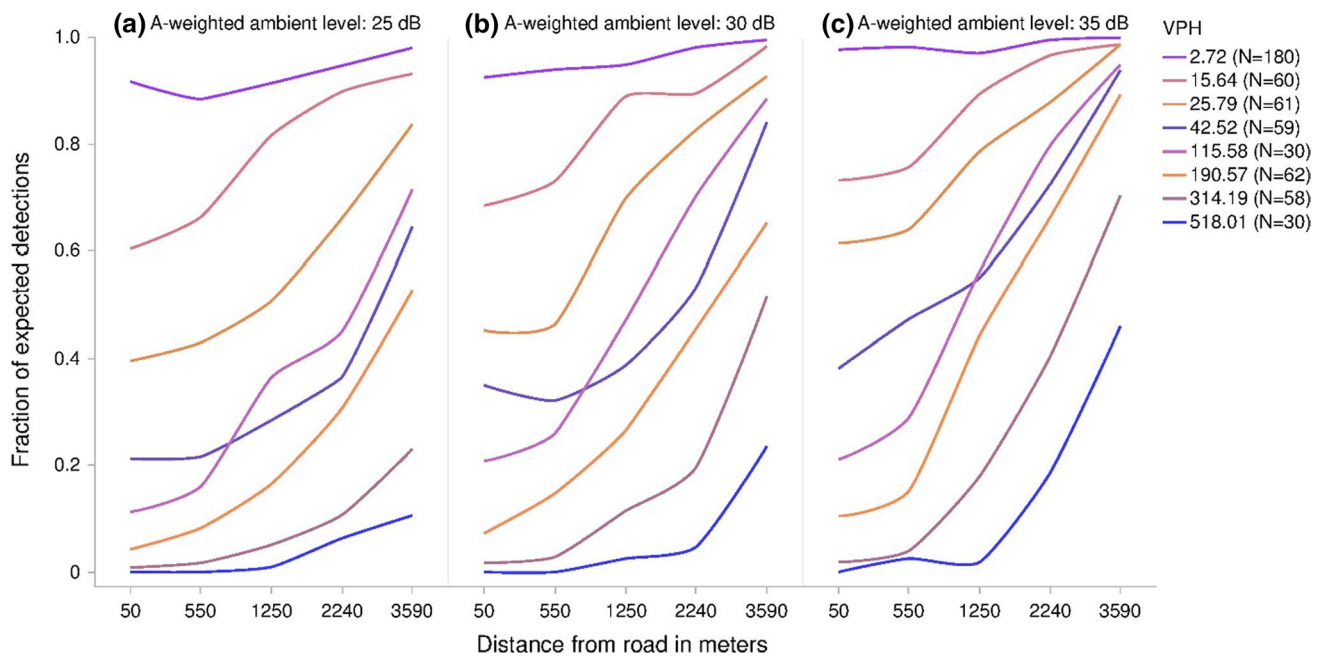 (a) A-weighted ambient level: 25 dB
(b) A-weighted ambient level: 30 dB
(c) A-weighted ambient level: 35 dB
VPH
2.72 (N=180)
15.64 (N=60)
25.79 (N=61)
42.52 (N=59)
115.58 (N=30)
190.57 (N=62)
314.19 (N=58)
518.01 (N=30)
Fraction of expected detections
1.0
0.8
0.6
0.4
0.2
0
50 550 1250 2240 3590
50 550 1250 2240 3590
50 550 1250 2240 3590
Distance from road in meters